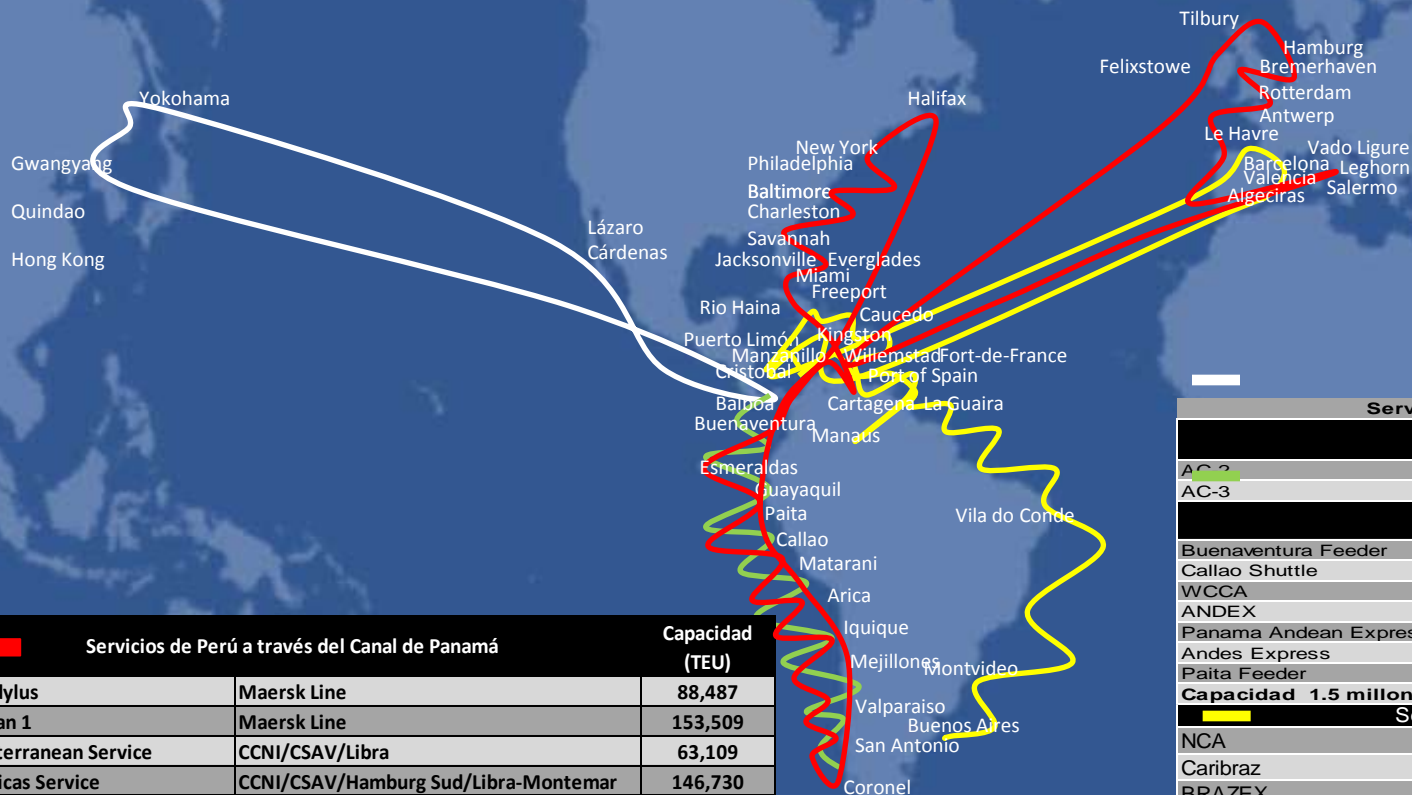 Tilbury
Hamburg
Felixstowe
Bremerhaven
Yokohama
Halifax
Rotterdam
Antwerp
Le Havre
New York
Vado Ligure
Gwangyang
Philadelphia
Barcelona
Leghorn
Valencia
Salermo
Baltimore
Algeciras
Quindao
Charleston
Lázaro
Cárdenas
Savannah
Hong Kong
Jacksonville
Everglades
Miami
Freeport
Rio Haina
Caucedo
Puerto Limón
Kingston
Manzanillo
Willemstad
Fort-de-France
Cristobal
Port of Spain
Balboa
Cartagena
La Guaira
Buenaventura
Manaus
Esmeraldas
Guayaquil
Paita
Vila do Conde
Callao
Matarani
Arica
Iquique
Mejillones
Montvideo
Valparaiso
Buenos Aires
San Antonio
Coronel
Servicios de Perú a través del Canal de Panamá Capacidad
(TEU)
Maersk Line 88,487
Maersk Line 153,509
Service CCNI/CSAV/Libra 63,109
Service CCNI/CSAV/Hamburg Sud/Libra-Montemar 146,730
AC-3
Buenaventura Feeder
Callao Shuttle
WCCA
ANDEX
Panama Andean
Andes Express
Paita Feeder
Capacidad 1.5
NCA
Caribraz
BRAZEX